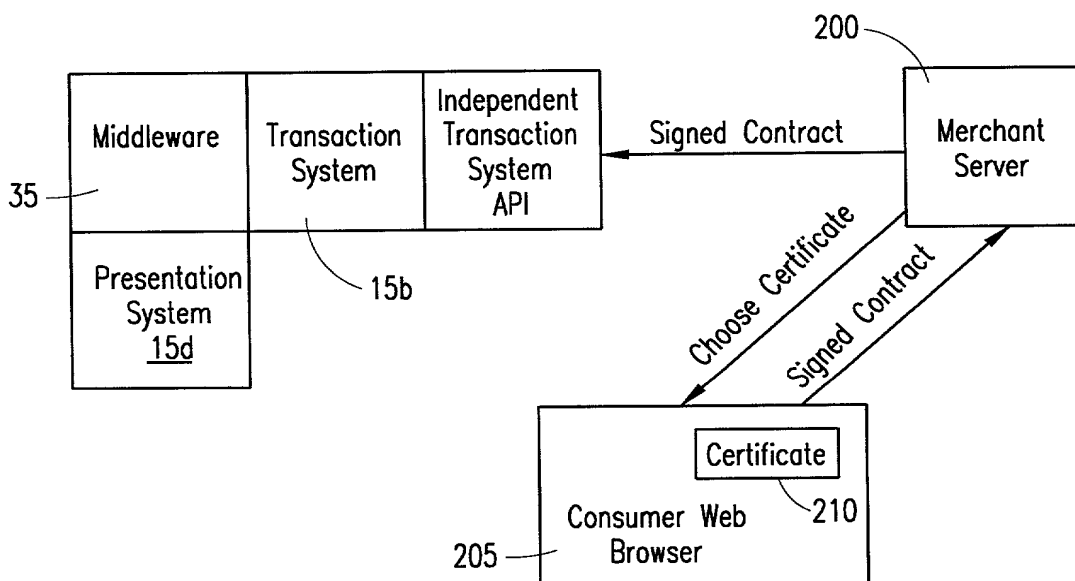 200
Middleware
Transaction
System
Independent
Transaction
System
API
Signed Contract
Merchant
Server
35
Presentation
System
15d
15b
Choose Certificate
Signed Contract
Certificate
210
Consumer Web
Browser
205